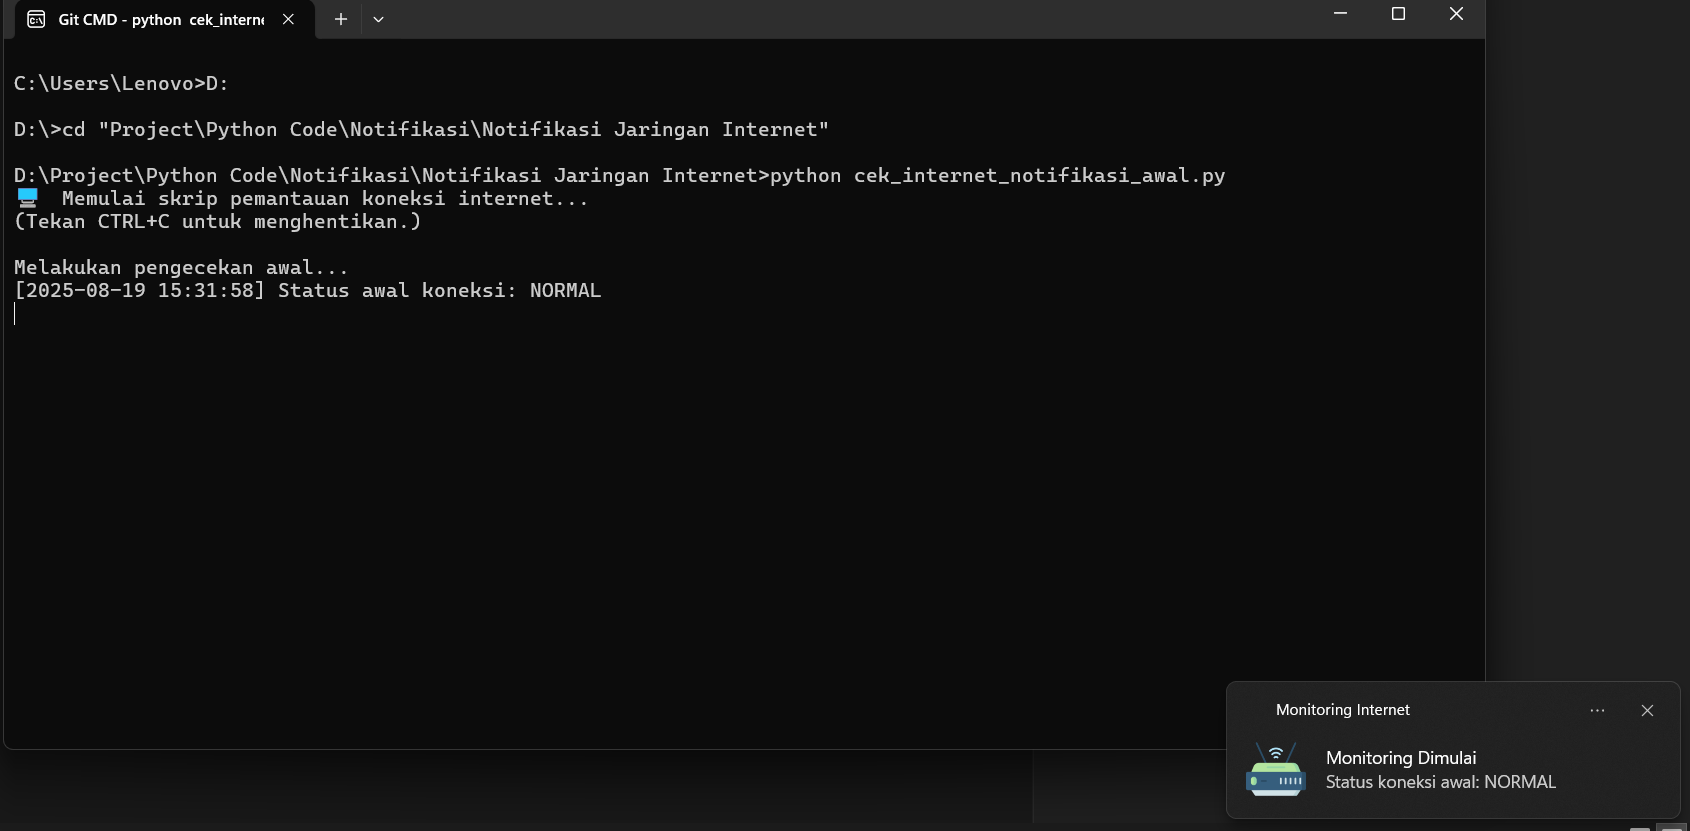 Git CMD - python  cek_intern
C:\Users\Lenovo>D:
D:\>cd "Project\Python Code\Notifikasi\Notifikasi Jaringan Internet"
D:\Project\Python Code\Notifikasi\Notifikasi Jaringan Internet>python cek_internet_notifikasi_awal.py
Memulai skrip pemantauan koneksi internet...
(Tekan CTRL+C untuk menghentikan.)
Melakukan pengecekan awal...
[2025-08-19 15:31:58] Status awal koneksi: NORMAL
Monitoring Internet
Monitoring Dimulai
Status koneksi awal: NORMAL